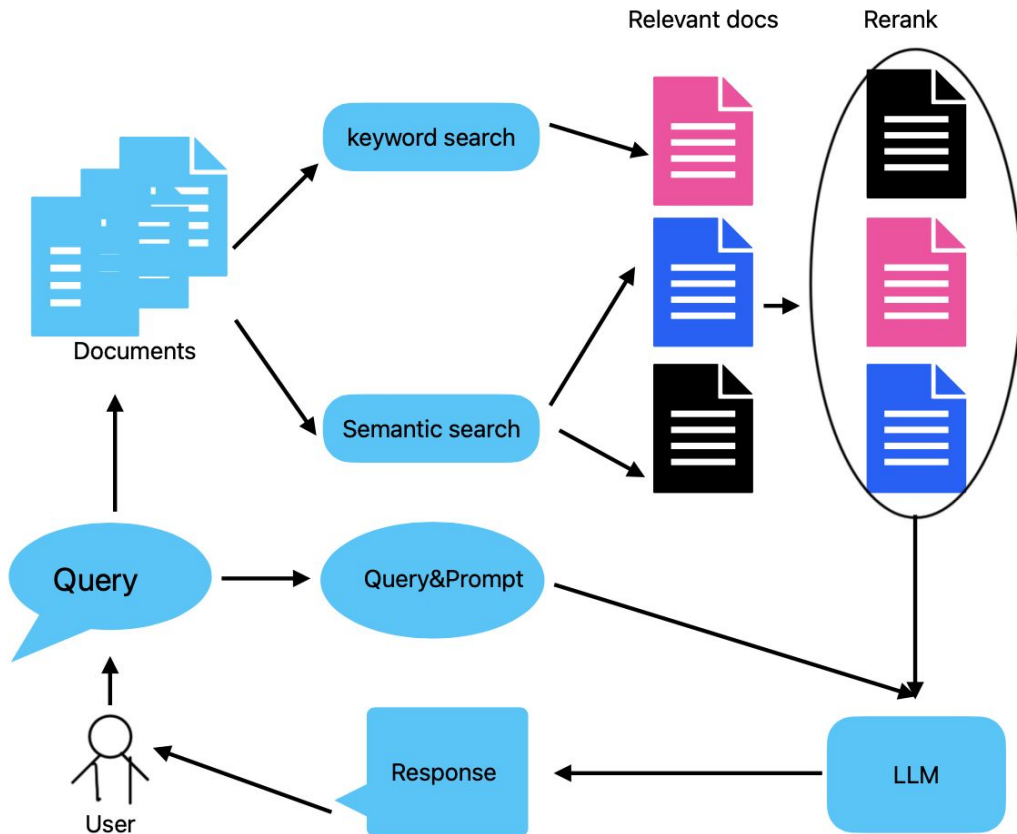 Relevant docs
Rerank
keyword search
Documents
Semantic search
Query
Query&Prompt
Response
LLM
User